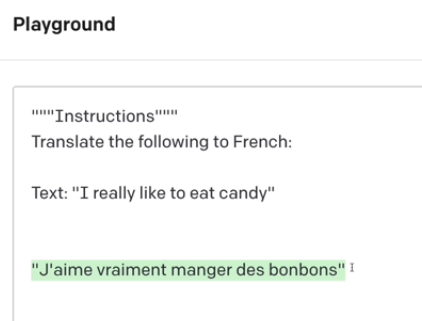 Playground
"""Instructions"""
Translate the following to French:
Text: "I really like to eat candy"
"J'aime vraiment manger des bonbons"